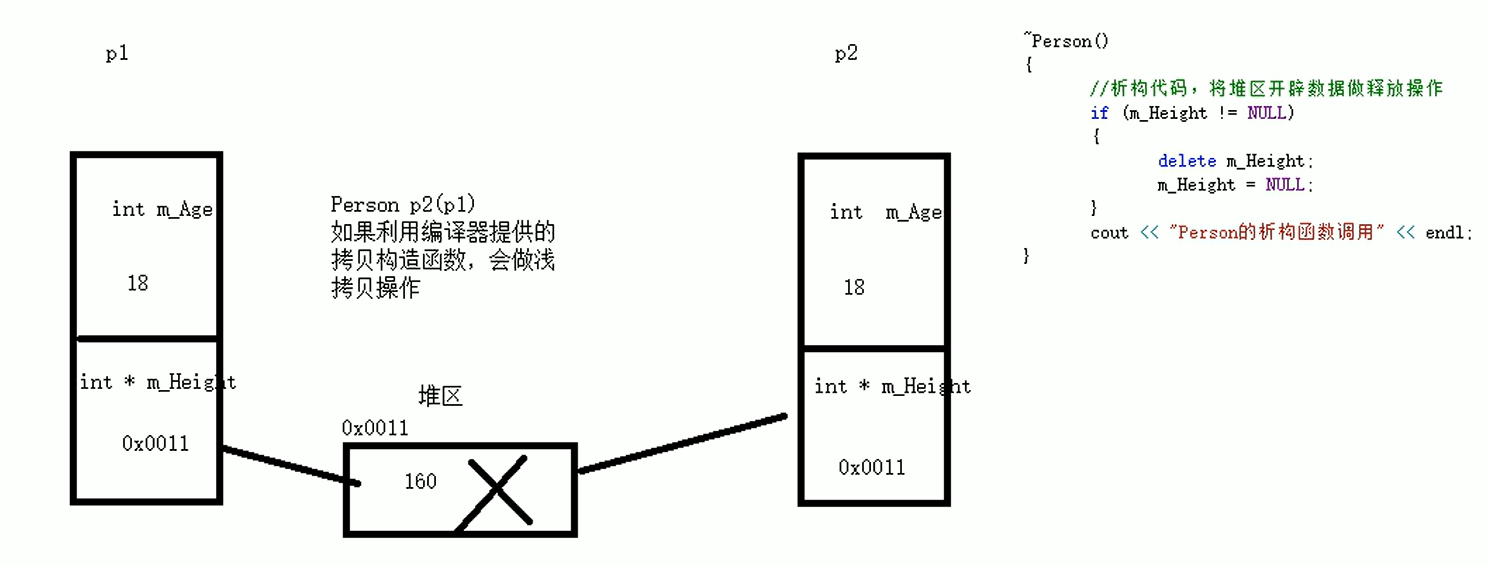 p1
int m_Age
18
int * m_Height
0x0011
Person p2(p1)
如果利用编译器提供的
拷贝构造函数，会做浅
拷贝操作
堆区
0x0011
160
p2
int  m_Age
18
int * m_Height
0x0011
~Person()
{
//析构代码，将堆区开辟数据做释放操作
if (m_Height != NULL)
{
delete m_Height;
m_Height = NULL;
}
cout << "Person的析构函数调用" << endl;
}